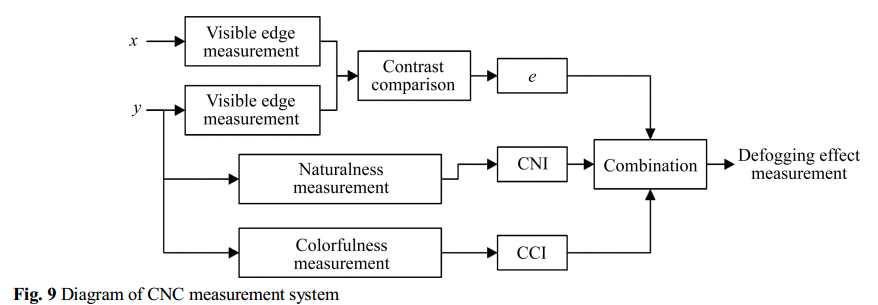 x
Visible edge
measurement
Contrast
comparison
e
y
Visible edge
measurement
Naturalness
measurement
CNI
Combination
Defogging effect
measurement
Colorfulness
measurement
CCI
Fig. 9 Diagram of CNC measurement system